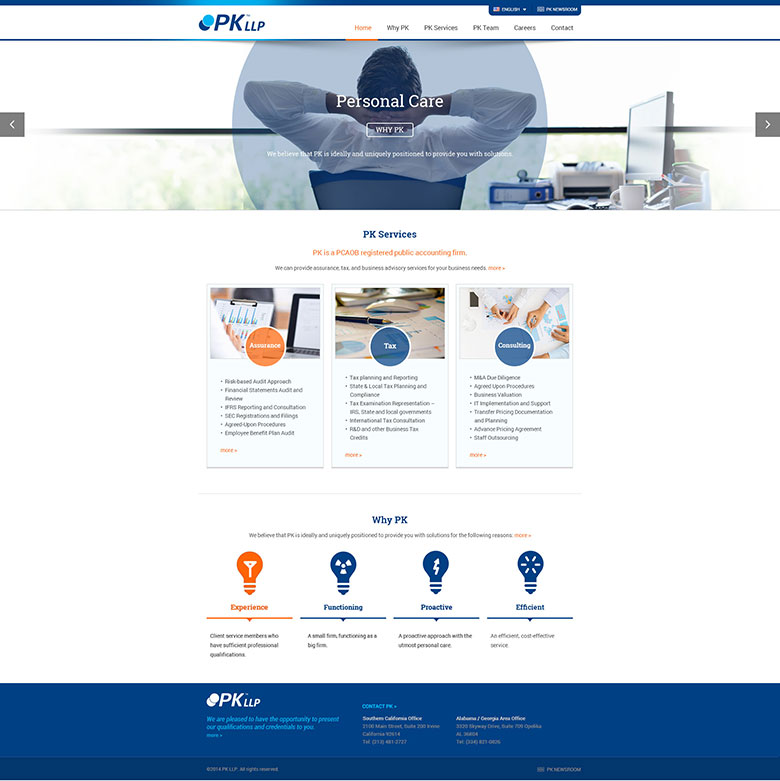 ENGLISH
PK NEWSROOM
PK LLP
Home
Why PK
PK Services
PK Team
Careers
Contact
Personal Care
WHY PK
We believe that PK is ideally and uniquely positioned to provide you with solutions.
PK Services
PK is a PCAOB registered public accounting firm.
We can provide assurance, tax, and business advisory services for your business needs. more »
Assurance
• Risk-based Audit Approach
• Financial Statements Audit and
Review
• IFRS Reporting and Consultation
• SEC Registrations and Filings
• Agreed-Upon Procedures
• Employee Benefit Plan Audit
more »
Tax
• Tax planning and Reporting
• State & Local Tax Planning and
Compliance
• Tax Examination Representation –
IRS, State and local governments
• International Tax Consultation
• R&D and other Business Tax
Credits
more »
Consulting
• M&A Due Diligence
• Agreed Upon Procedures
• Business Valuation
• IT Implementation and Support
• Transfer Pricing Documentation
and Planning
• Advance Pricing Agreement
• Staff Outsourcing
more »
Why PK
We believe that PK is ideally and uniquely positioned to provide you with solutions for the following reasons: more »
Experience
Client service members who
have sufficient professional
qualifications.
Functioning
A small firm, functioning as a
big firm.
Proactive
A proactive approach with the
utmost personal care.
Efficient
An efficient, cost-effective
service.
PK LLP
We are pleased to have the opportunity to present
our qualifications and credentials to you.
more »
CONTACT PK »
Southern California Office
2100 Main Street, Suite 200 Irvine
California 92614
Tel: (213) 481-2727
Alabama / Georgia Area Office
3320 Skyway Drive, Suite 709 Opelika
AL 36804
Tel: (334) 821-0826
©2014 PK LLP. All rights reserved.
PK NEWSROOM